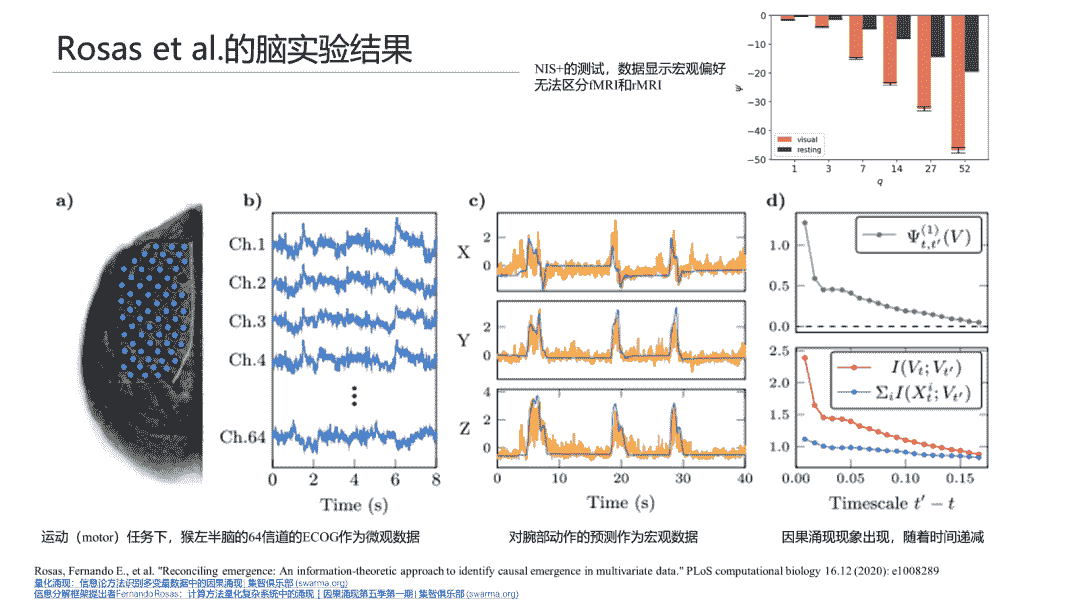 Rosas et al.的脑实验结果
NIS+的测试，数据显示宏观偏好
无法区分fMRI和rMRI
0
−10
−20
−30
−40
−50
ψ
visual
resting
1 3 7 14 27 52
q
a)
b)
Ch.1
Ch.2
Ch.3
Ch.4
Ch.64
0 2 4 6 8
Time (s)
c)
X
2
0
Y
2
0
Z
4
2
0
0 10 20 30 40
Time (s)
d)
1.0
0.5
0.0
Ψ^{(1)}_{t,t′}(V)
2.5
2.0
1.5
1.0
I(V_t; V_{t′})
Σ_i I(X^i_t; V_{t′})
0.00 0.05 0.10 0.15
Timescale t′ − t
运动（motor）任务下，猴左半脑的64信道的ECOG作为微观数据
对腕部动作的预测作为宏观数据
因果涌现现象出现，随着时间递减
Rosas, Fernando E., et al. "Reconciling emergence: An information-theoretic approach to identify causal emergence in multivariate data." PLoS computational biology 16.12 (2020): e1008289
量化涌现：信息论方法识别多变量数据中的因果涌现 | 集智俱乐部 (swarma.org)
信息分解框架提出者Fernando Rosas：计算方法量化复杂系统中的涌现 | 因果涌现第五季第一期 | 集智俱乐部 (swarma.org)